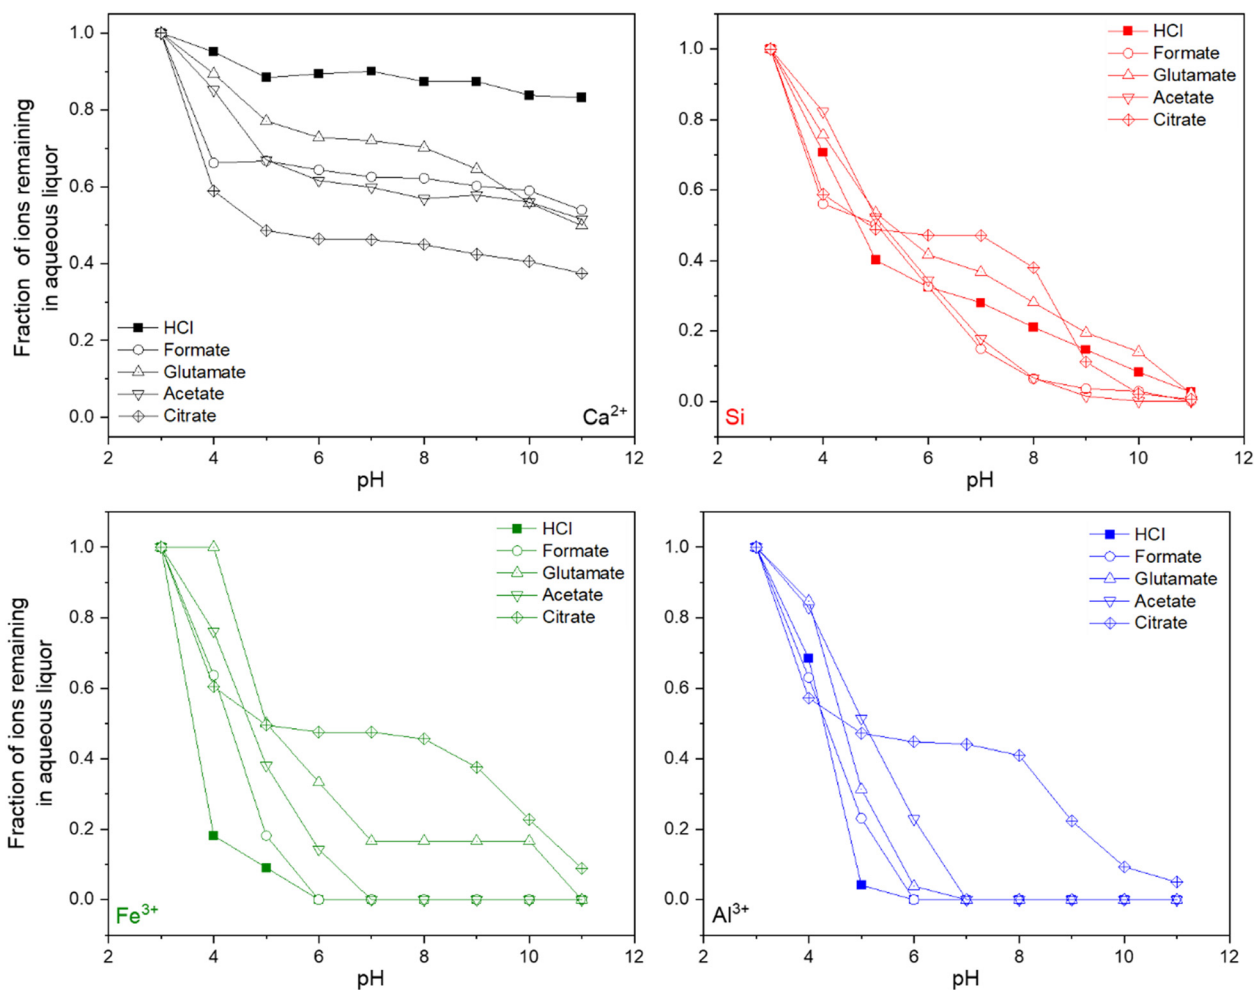 Fraction of ions remaining
in aqueous liquor
1.0
0.8
0.6
0.4
0.2
0.0
HCl
Formate
Glutamate
Acetate
Citrate
Ca2+
2 4 6 8 10 12
pH
1.0
0.8
0.6
0.4
0.2
0.0
HCl
Formate
Glutamate
Acetate
Citrate
Si
2 4 6 8 10 12
pH
Fraction of ions remaining
in aqueous liquor
1.0
0.8
0.6
0.4
0.2
0.0
HCl
Formate
Glutamate
Acetate
Citrate
Fe3+
2 4 6 8 10 12
pH
1.0
0.8
0.6
0.4
0.2
0.0
HCl
Formate
Glutamate
Acetate
Citrate
Al3+
2 4 6 8 10 12
pH